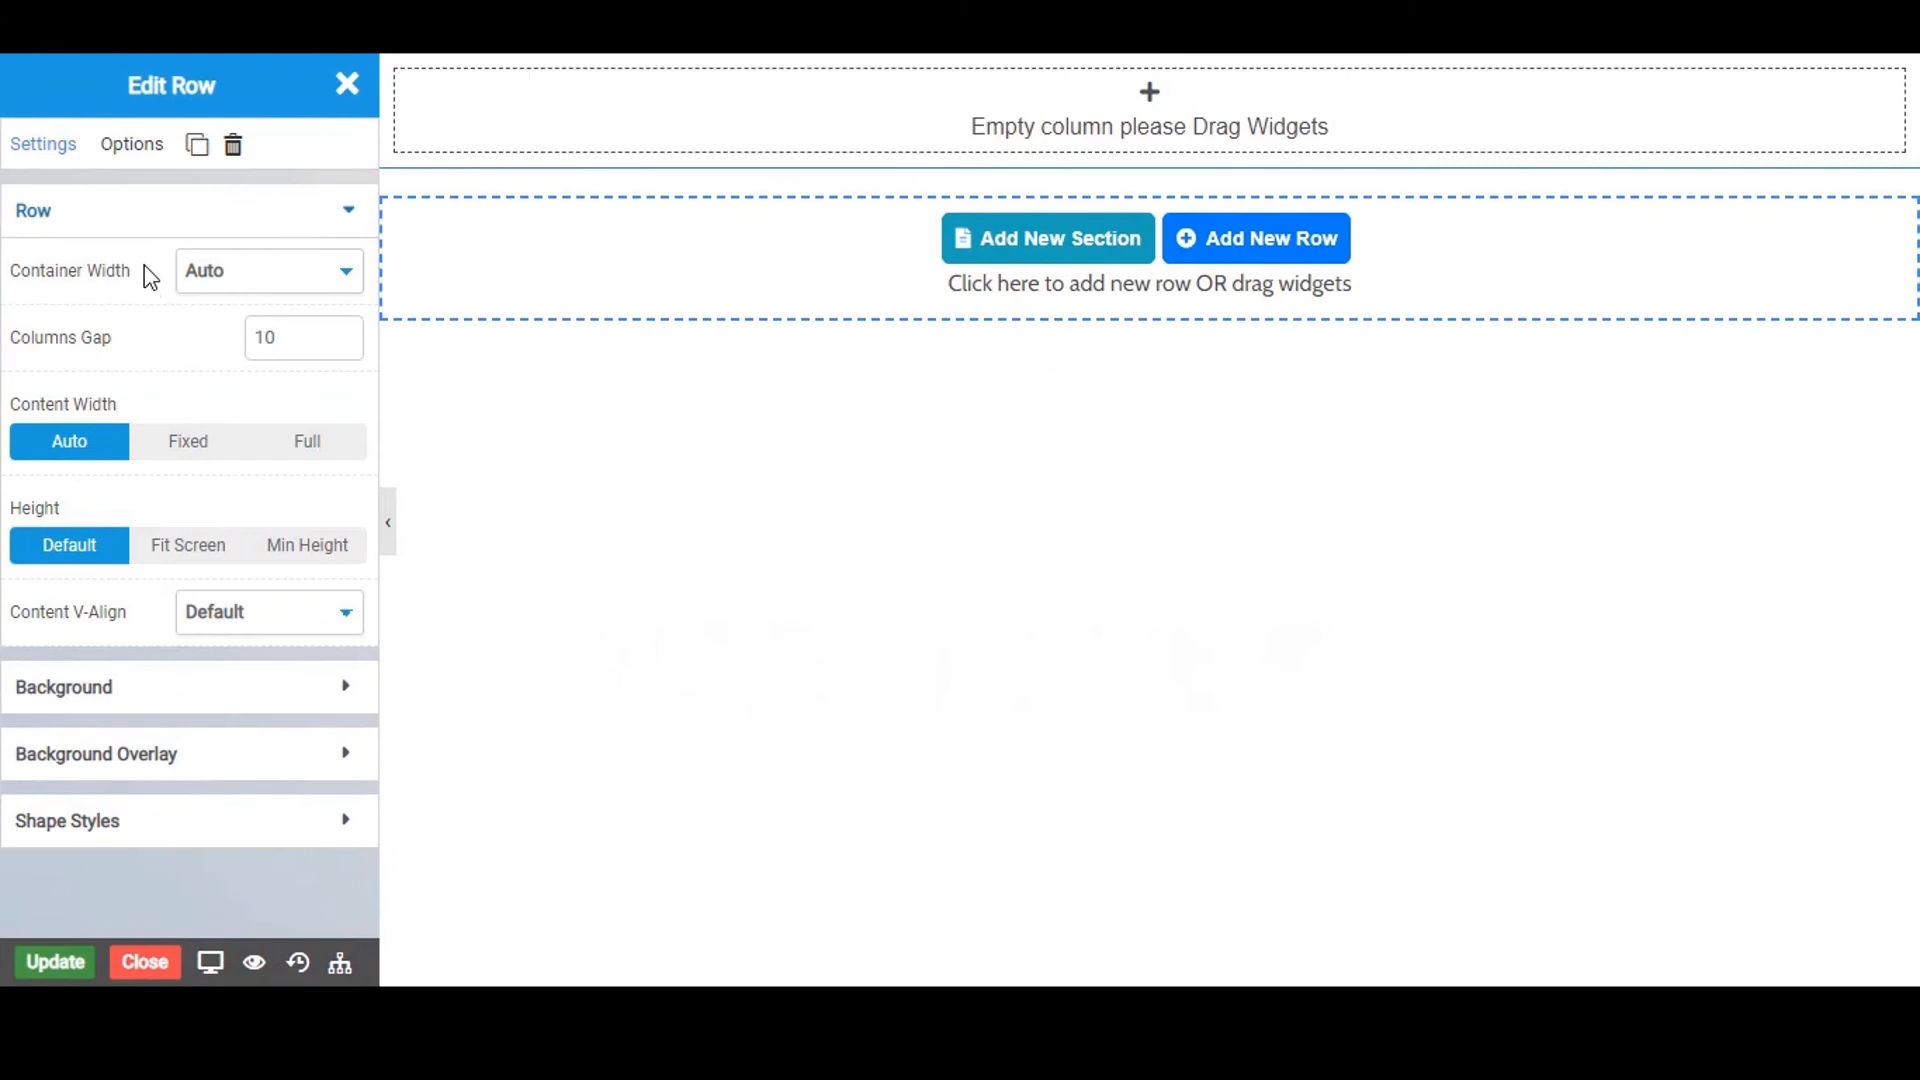 Edit Row
Settings Options
Row
Container Width Auto
Columns Gap 10
Content Width
Auto Fixed Full
Height
Default Fit Screen Min Height
Content V-Align Default
Background
Background Overlay
Shape Styles
Update Close
Empty column please Drag Widgets
Add New Section Add New Row
Click here to add new row OR drag widgets